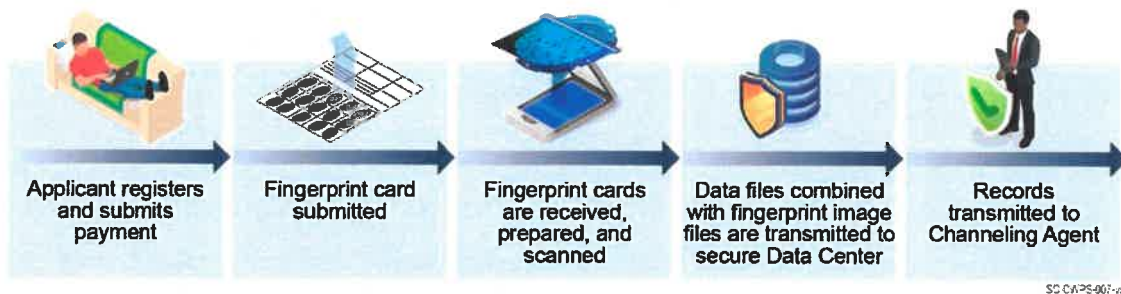 Applicant registers
and submits
payment
Fingerprint card
submitted
Fingerprint cards
are received,
prepared, and
scanned
Data files combined
with fingerprint image
files are transmitted to
secure Data Center
Records
transmitted to
Channeling Agent